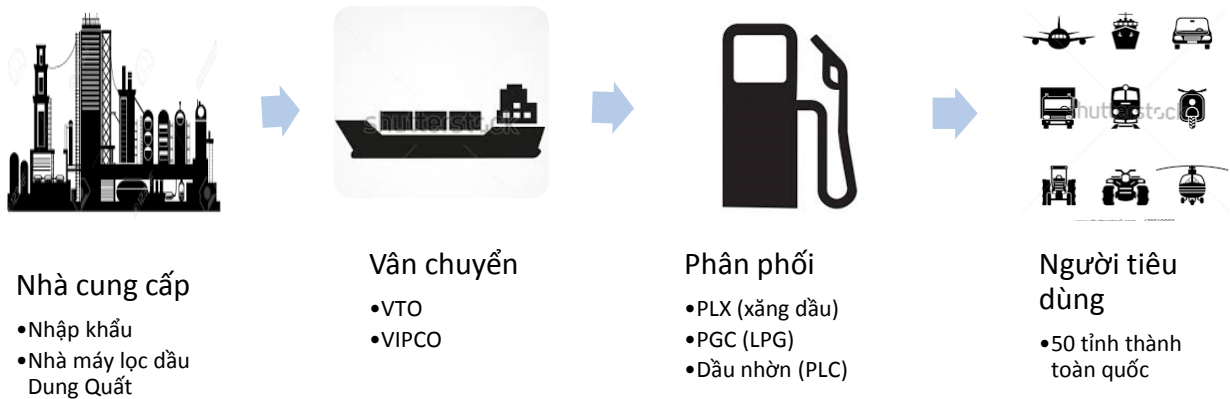 Nhà cung cấp
•Nhập khẩu
•Nhà máy lọc dầu
Dung Quất
Vân chuyển
•VTO
•VIPCO
Phân phối
•PLX (xăng dầu)
•PGC (LPG)
•Dầu nhờn (PLC)
Người tiêu
dùng
•50 tỉnh thành
toàn quốc